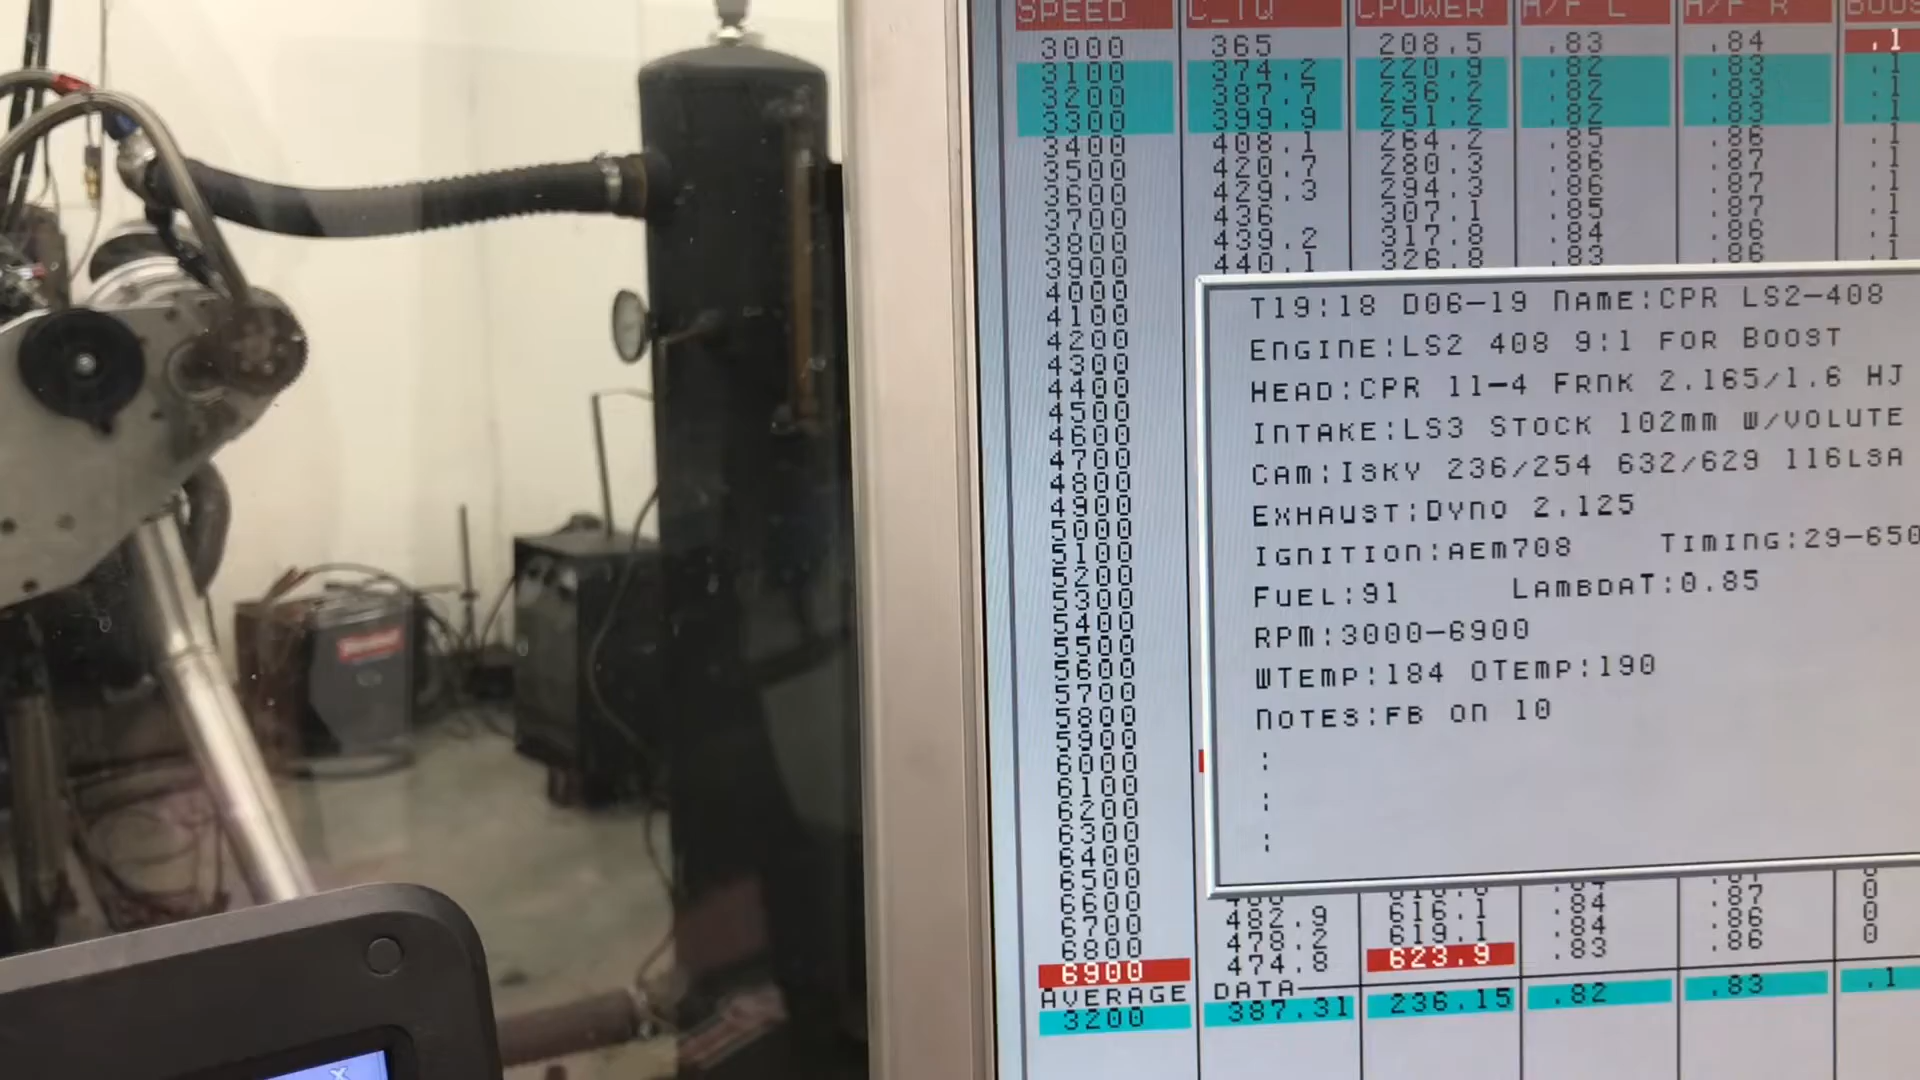 SPEED C_TQ CPOWER A/F L A/F R BOOS
3000 365 208.5 .83 .84 .1
3100 374.2 220.9 .82 .83 .1
3200 387.7 236.2 .82 .83 .1
3300 399.9 251.2 .82 .83 .1
3400 408.1 264.2 .85 .86 .1
3500 420.7 280.3 .86 .87 .1
3600 429.3 294.3 .86 .87 .1
3700 436 307.1 .85 .87 .1
3800 439.2 317.8 .84 .86 .1
3900 440.1 326.8 .83 .86 .1
4000
4100
4200
4300
4400
4500
4600
4700
4800
4900
5000
5100
5200
5300
5400
5500
5600
5700
5800
5900
6000
6100
6200
6300
6400
6500
6600
6700 482.9 616.1 .84 .87 0
6800 478.2 619.1 .84 .86 0
6900 474.8 623.9 .83 .86 0
AVERAGE DATA
3200 387.31 236.15 .82 .83 .1
T19:18 D06-19 NAME:CPR LS2-408
ENGINE:LS2 408 9:1 FOR BOOST
HEAD:CPR 11-4 FRNK 2.165/1.6 HJ
INTAKE:LS3 STOCK 102MM W/VOLUTE
CAM:ISKY 236/254 632/629 116LSA
EXHAUST:DYNO 2.125
IGNITION:AEM708 TIMING:29-650
FUEL:91 LAMBDAT:0.85
RPM:3000-6900
WTEMP:184 OTEMP:190
NOTES:FB ON 10
:
:
: